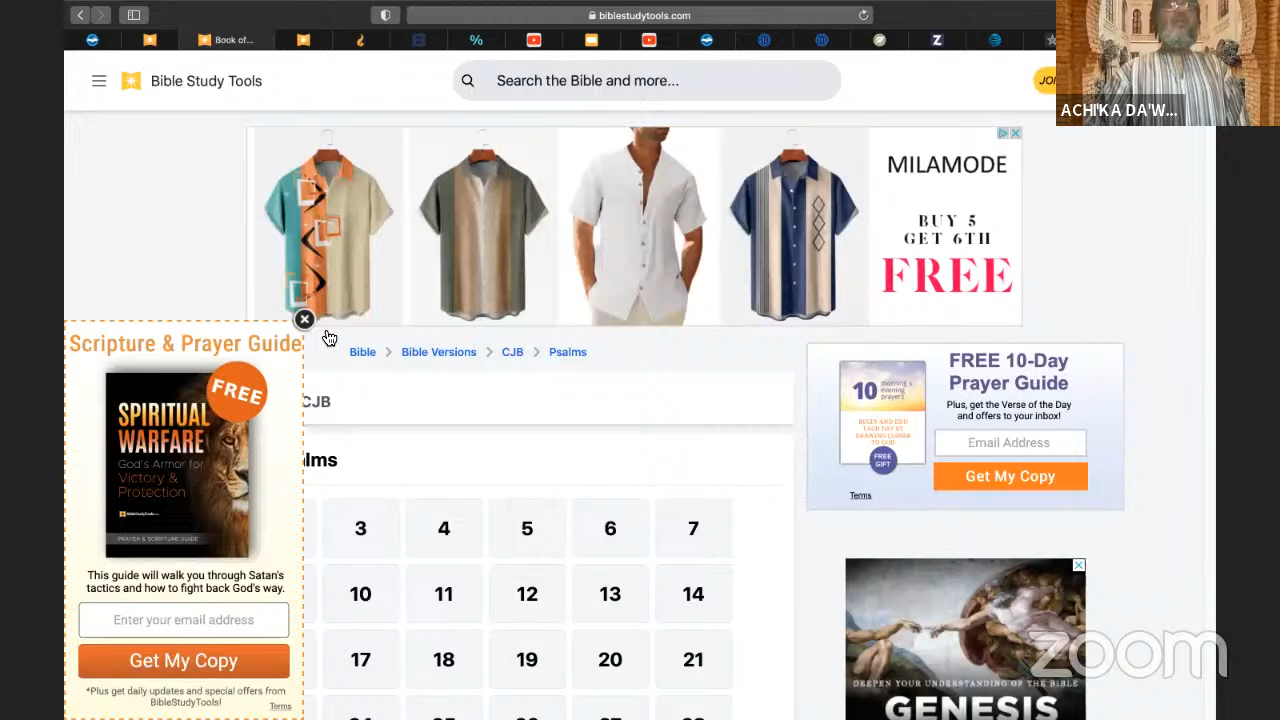 biblestudytools.com
Book of...
Bible Study Tools
Search the Bible and more...
ACHI'KA DA'W...
MILAMODE
BUY 5
GET 6TH
FREE
Scripture & Prayer Guide
FREE
SPIRITUAL
WARFARE
God's Armor for
Victory &
Protection
BibleStudyTools
PRAYER & SCRIPTURE GUIDE
This guide will walk you through Satan's
tactics and how to fight back God's way.
Enter your email address
Get My Copy
*Plus get daily updates and special offers from
BibleStudyTools!
Terms
Bible > Bible Versions > CJB > Psalms
CJB
lms
3 4 5 6 7
10 11 12 13 14
17 18 19 20 21
10
morning &
evening
prayers
BEGIN AND END
EACH DAY BY
DRAWING CLOSER
TO GOD
FREE
GIFT
Terms
FREE 10-Day
Prayer Guide
Plus, get the Verse of the Day
and offers to your inbox!
Email Address
Get My Copy
DEEPEN YOUR UNDERSTANDING OF THE BIBLE
GENESIS
zoom